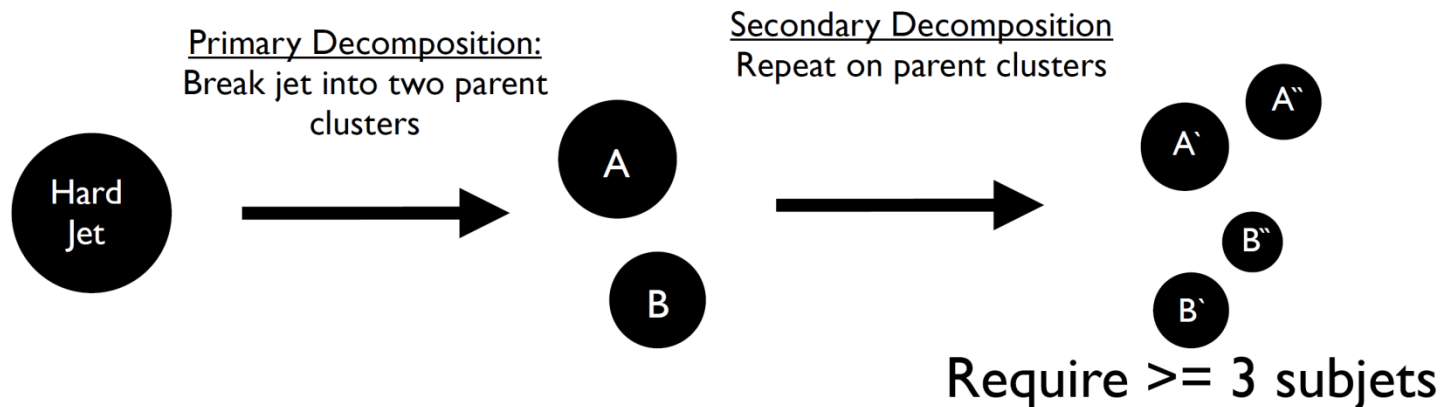 Primary Decomposition:
Break jet into two parent
clusters
Secondary Decomposition
Repeat on parent clusters
Hard
Jet
A
B
A`
A``
B``
B`
Require >= 3 subjets